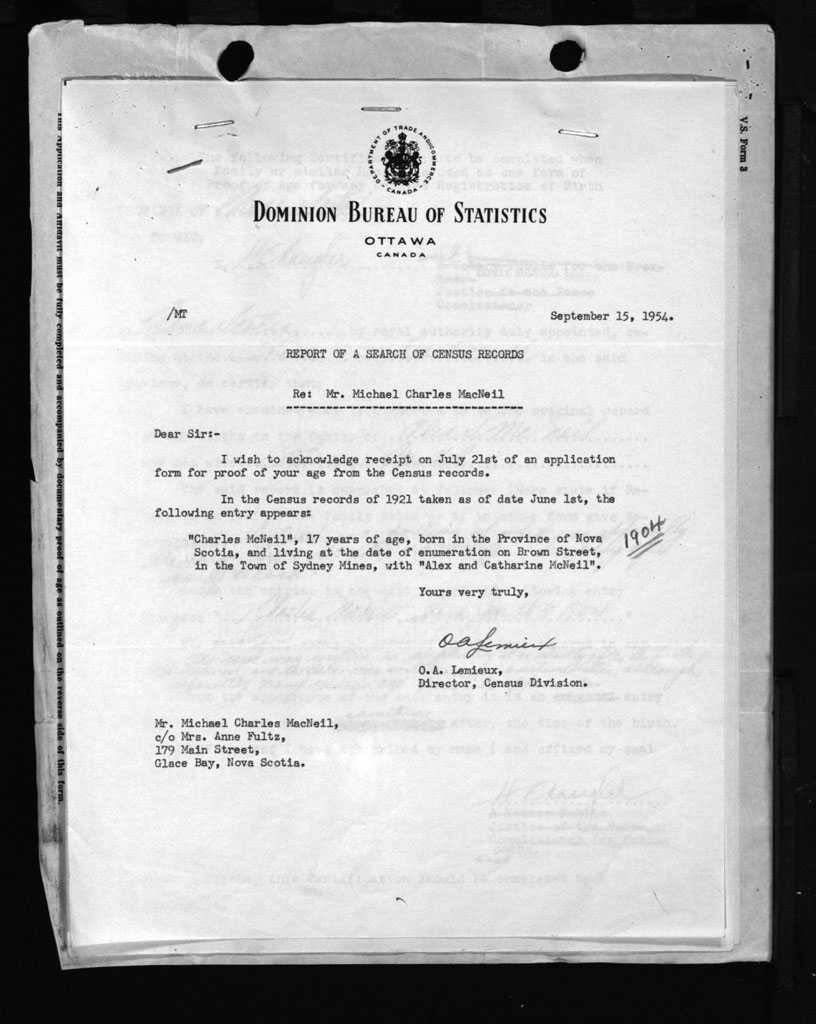 DEPARTMENT OF TRADE AND COMMERCE
CANADA
DOMINION BUREAU OF STATISTICS
OTTAWA
CANADA
/MT
September 15, 1954.
REPORT OF A SEARCH OF CENSUS RECORDS
Re: Mr. Michael Charles MacNeil
Dear Sir:-
I wish to acknowledge receipt on July 21st of an application
form for proof of your age from the Census records.
In the Census records of 1921 taken as of date June 1st, the
following entry appears:
"Charles McNeil", 17 years of age, born in the Province of Nova
Scotia, and living at the date of enumeration on Brown Street,
in the Town of Sydney Mines, with "Alex and Catharine McNeil".
1904
Yours very truly,
OALemieux
O.A. Lemieux,
Director, Census Division.
Mr. Michael Charles MacNeil,
c/o Mrs. Anne Fultz,
179 Main Street,
Glace Bay, Nova Scotia.
V.S. Form 3
This Application and Affidavit must be fully completed and accompanied by documentary proof of age as outlined on the reverse side of this form.